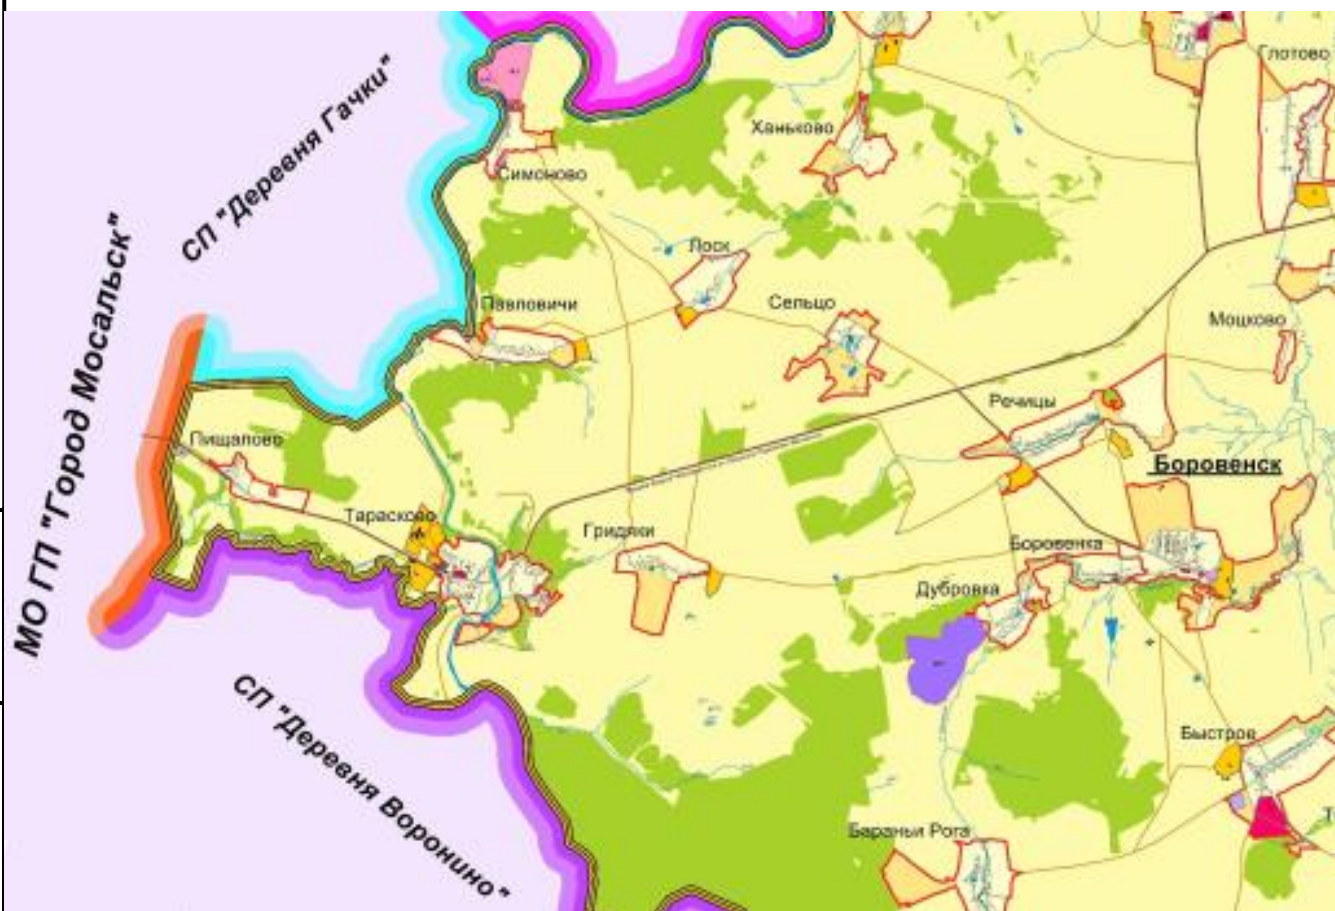 Глотово
СП "Деревня Гачки"
Ханьково
Симоново
МО ГП "Город Мосальск"
Лоск
Павловичи
Сельцо
Мошково
Речицы
Пищалово
Боровенск
Тарасково
Гридяки
Боровенка
Дубровка
СП "Деревня Воронино"
Быстрое
Бараньи Рога